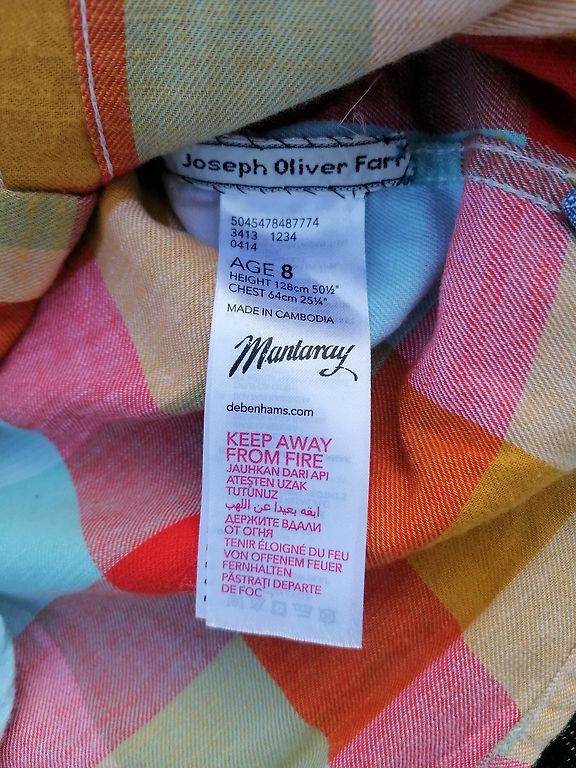 Joseph Oliver Farr
5045478487774
3413 1234
0414
AGE 8
HEIGHT 128cm 50½"
CHEST 64cm 25¼"
MADE IN CAMBODIA
Mantaray
debenhams.com
KEEP AWAY
FROM FIRE
JAUHKAN DARI API
ATEŞTEN UZAK
TUTUNUZ
ابقه بعيدا عن اللهب
ДЕРЖИТЕ ВДАЛИ
ОТ ОГНЯ
TENIR ÉLOIGNÉ DU FEU
VON OFFENEM FEUER
FERNHALTEN
PĂSTRAŢI DEPARTE
DE FOC